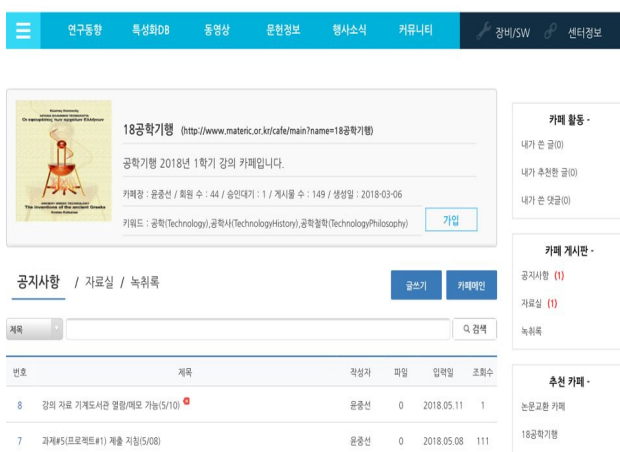 연구동향 특성화DB 동영상 문헌정보 행사소식 커뮤니티 장비/SW 센터정보
18공학기행 (http://www.materic.or.kr/cafe/main?name=18공학기행)
공학기행 2018년 1학기 강의 카페입니다.
카페장 : 윤중선 / 회원 수 : 44 / 승인대기 : 1 / 게시물 수 : 149 / 생성일 : 2018-03-06
키워드 : 공학(Technology),공학사(TechnologyHistory),공학철학(TechnologyPhilosophy) 가입
The inventions of the ancient Greeks
공지사항 / 자료실 / 녹취록 글쓰기 카페메인
제목 검색
번호 제목 작성자 파일 입력일 조회수
8 강의 자료 기계도서관 열람/메모 가능(5/10) 윤중선 0 2018.05.11 1
7 과제#5(프로젝트#1) 제출 지침(5/08) 윤중선 0 2018.05.08 111
카페 활동 -
내가 쓴 글(0)
내가 추천한 글(0)
내가 쓴 댓글(0)
카페 게시판 -
공지사항 (1)
자료실 (1)
녹취록
추천 카페 -
논문교환 카페
18공학기행